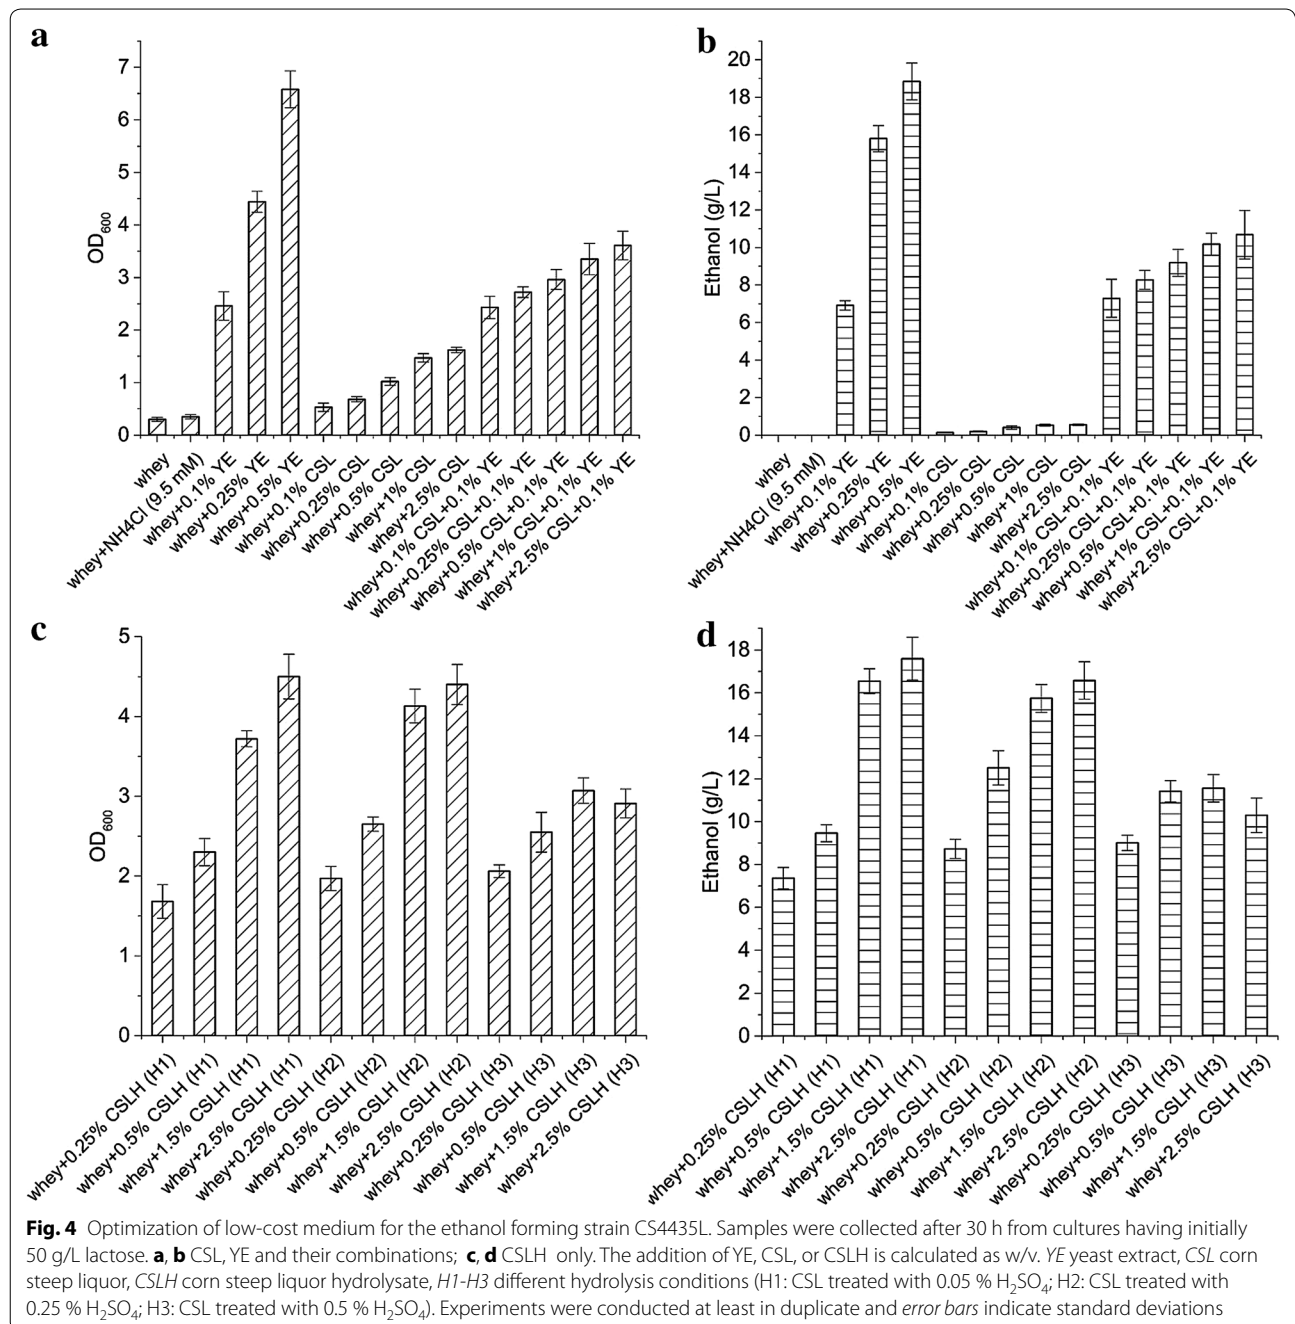 a
7
6
5
4
3
2
1
0
OD600
whey
whey+NH4Cl (9.5 mM)
whey+0.1% YE
whey+0.25% YE
whey+0.5% YE
whey+0.1% CSL
whey+0.25% CSL
whey+0.5% CSL
whey+1% CSL
whey+2.5% CSL
whey+0.1% CSL+0.1% YE
whey+0.25% CSL+0.1% YE
whey+0.5% CSL+0.1% YE
whey+1% CSL+0.1% YE
whey+2.5% CSL+0.1% YE
b
20
18
16
14
12
10
8
6
4
2
0
Ethanol (g/L)
whey
whey+NH4Cl (9.5 mM)
whey+0.1% YE
whey+0.25% YE
whey+0.5% YE
whey+0.1% CSL
whey+0.25% CSL
whey+0.5% CSL
whey+1% CSL
whey+2.5% CSL
whey+0.1% CSL+0.1% YE
whey+0.25% CSL+0.1% YE
whey+0.5% CSL+0.1% YE
whey+1% CSL+0.1% YE
whey+2.5% CSL+0.1% YE
c
5
4
3
2
1
0
OD600
whey+0.25% CSLH (H1)
whey+0.5% CSLH (H1)
whey+1.5% CSLH (H1)
whey+2.5% CSLH (H1)
whey+0.25% CSLH (H2)
whey+0.5% CSLH (H2)
whey+1.5% CSLH (H2)
whey+2.5% CSLH (H2)
whey+0.25% CSLH (H3)
whey+0.5% CSLH (H3)
whey+1.5% CSLH (H3)
whey+2.5% CSLH (H3)
d
18
16
14
12
10
8
6
4
2
0
Ethanol (g/L)
whey+0.25% CSLH (H1)
whey+0.5% CSLH (H1)
whey+1.5% CSLH (H1)
whey+2.5% CSLH (H1)
whey+0.25% CSLH (H2)
whey+0.5% CSLH (H2)
whey+1.5% CSLH (H2)
whey+2.5% CSLH (H2)
whey+0.25% CSLH (H3)
whey+0.5% CSLH (H3)
whey+1.5% CSLH (H3)
whey+2.5% CSLH (H3)
Fig. 4 Optimization of low-cost medium for the ethanol forming strain CS4435L. Samples were collected after 30 h from cultures having initially
50 g/L lactose. a, b CSL, YE and their combinations; c, d CSLH only. The addition of YE, CSL, or CSLH is calculated as w/v. YE yeast extract, CSL corn
steep liquor, CSLH corn steep liquor hydrolysate, H1-H3 different hydrolysis conditions (H1: CSL treated with 0.05 % H2SO4; H2: CSL treated with
0.25 % H2SO4; H3: CSL treated with 0.5 % H2SO4). Experiments were conducted at least in duplicate and error bars indicate standard deviations